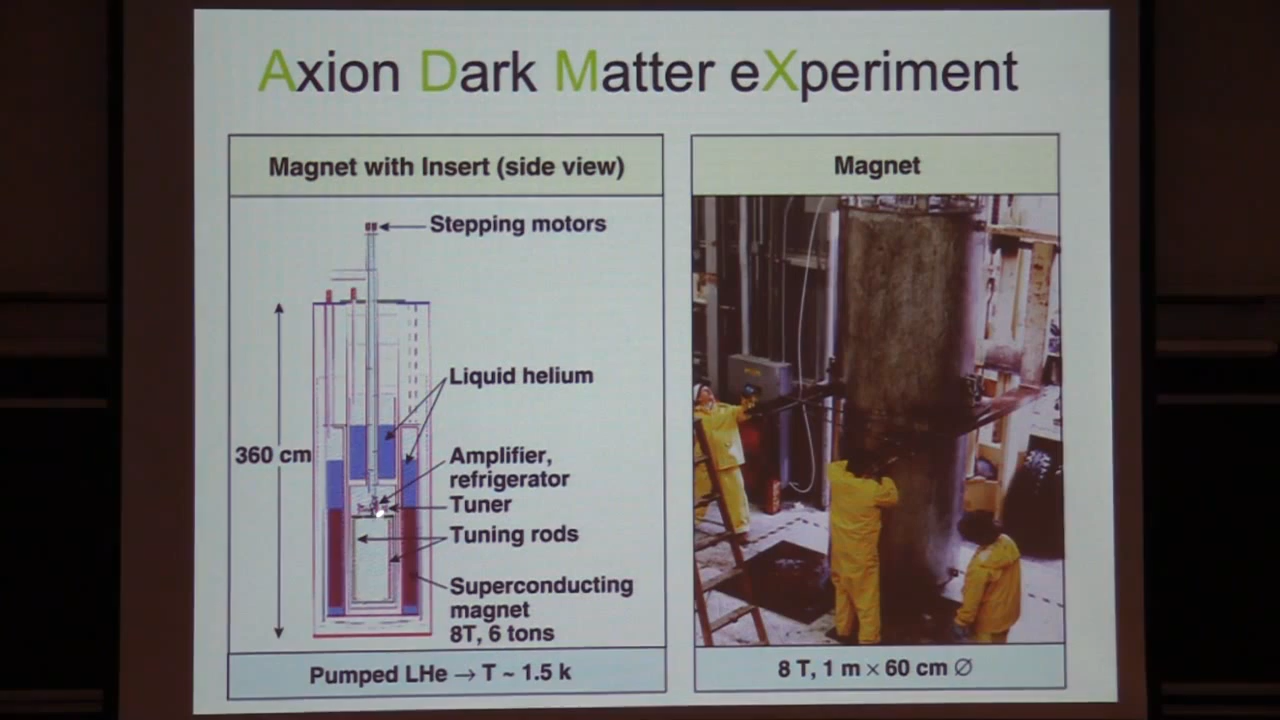 Axion Dark Matter eXperiment
Magnet with Insert (side view)
Stepping motors
Liquid helium
360 cm
Amplifier,
refrigerator
Tuner
Tuning rods
Superconducting
magnet
8T, 6 tons
Pumped LHe → T ~ 1.5 k
Magnet
8 T, 1 m × 60 cm ∅